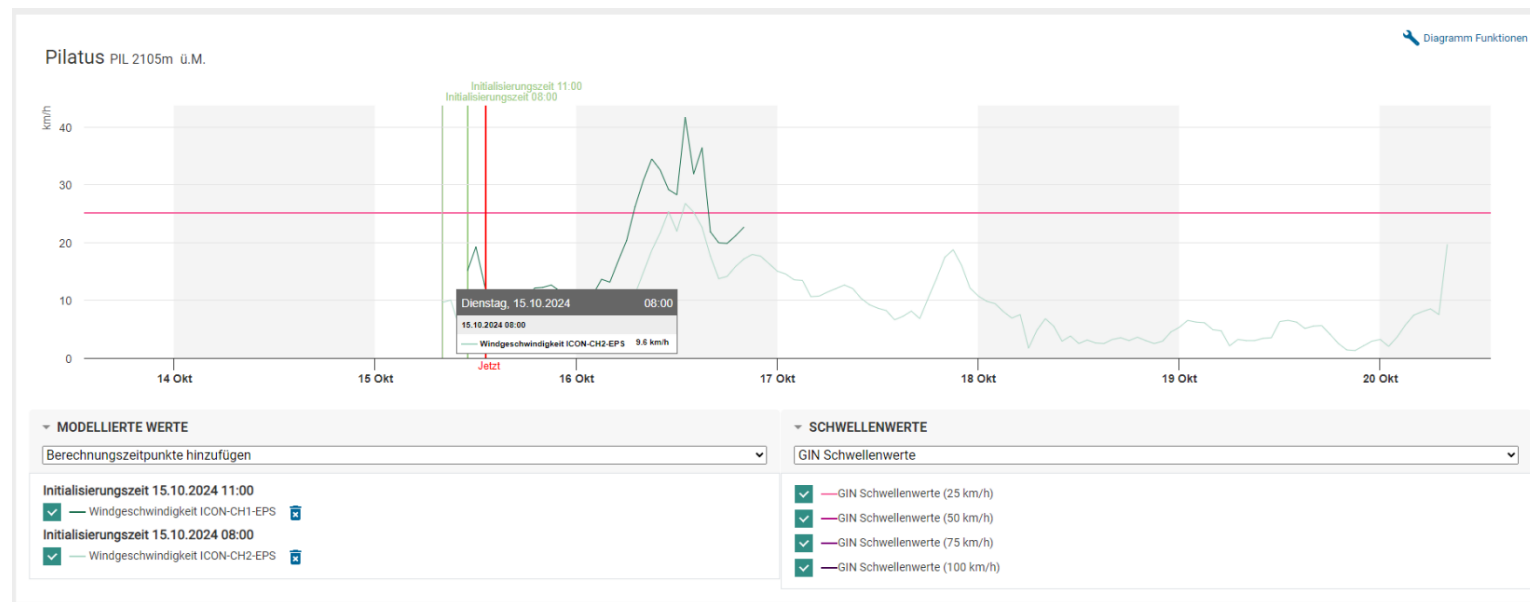 Diagramm Funktionen
Pilatus PIL 2105m ü.M.
Initialisierungszeit 11:00
Initialisierungszeit 08:00
km/h
40
30
20
10
0
Dienstag, 15.10.2024 08:00
15.10.2024 08:00
Windgeschwindigkeit ICON-CH2-EPS 9.6 km/h
Jetzt
14 Okt 15 Okt 16 Okt 17 Okt 18 Okt 19 Okt 20 Okt
MODELLIERTE WERTE
Berechnungszeitpunkte hinzufügen
Initialisierungszeit 15.10.2024 11:00
Windgeschwindigkeit ICON-CH1-EPS
Initialisierungszeit 15.10.2024 08:00
Windgeschwindigkeit ICON-CH2-EPS
SCHWELLENWERTE
GIN Schwellenwerte
GIN Schwellenwerte (25 km/h)
GIN Schwellenwerte (50 km/h)
GIN Schwellenwerte (75 km/h)
GIN Schwellenwerte (100 km/h)